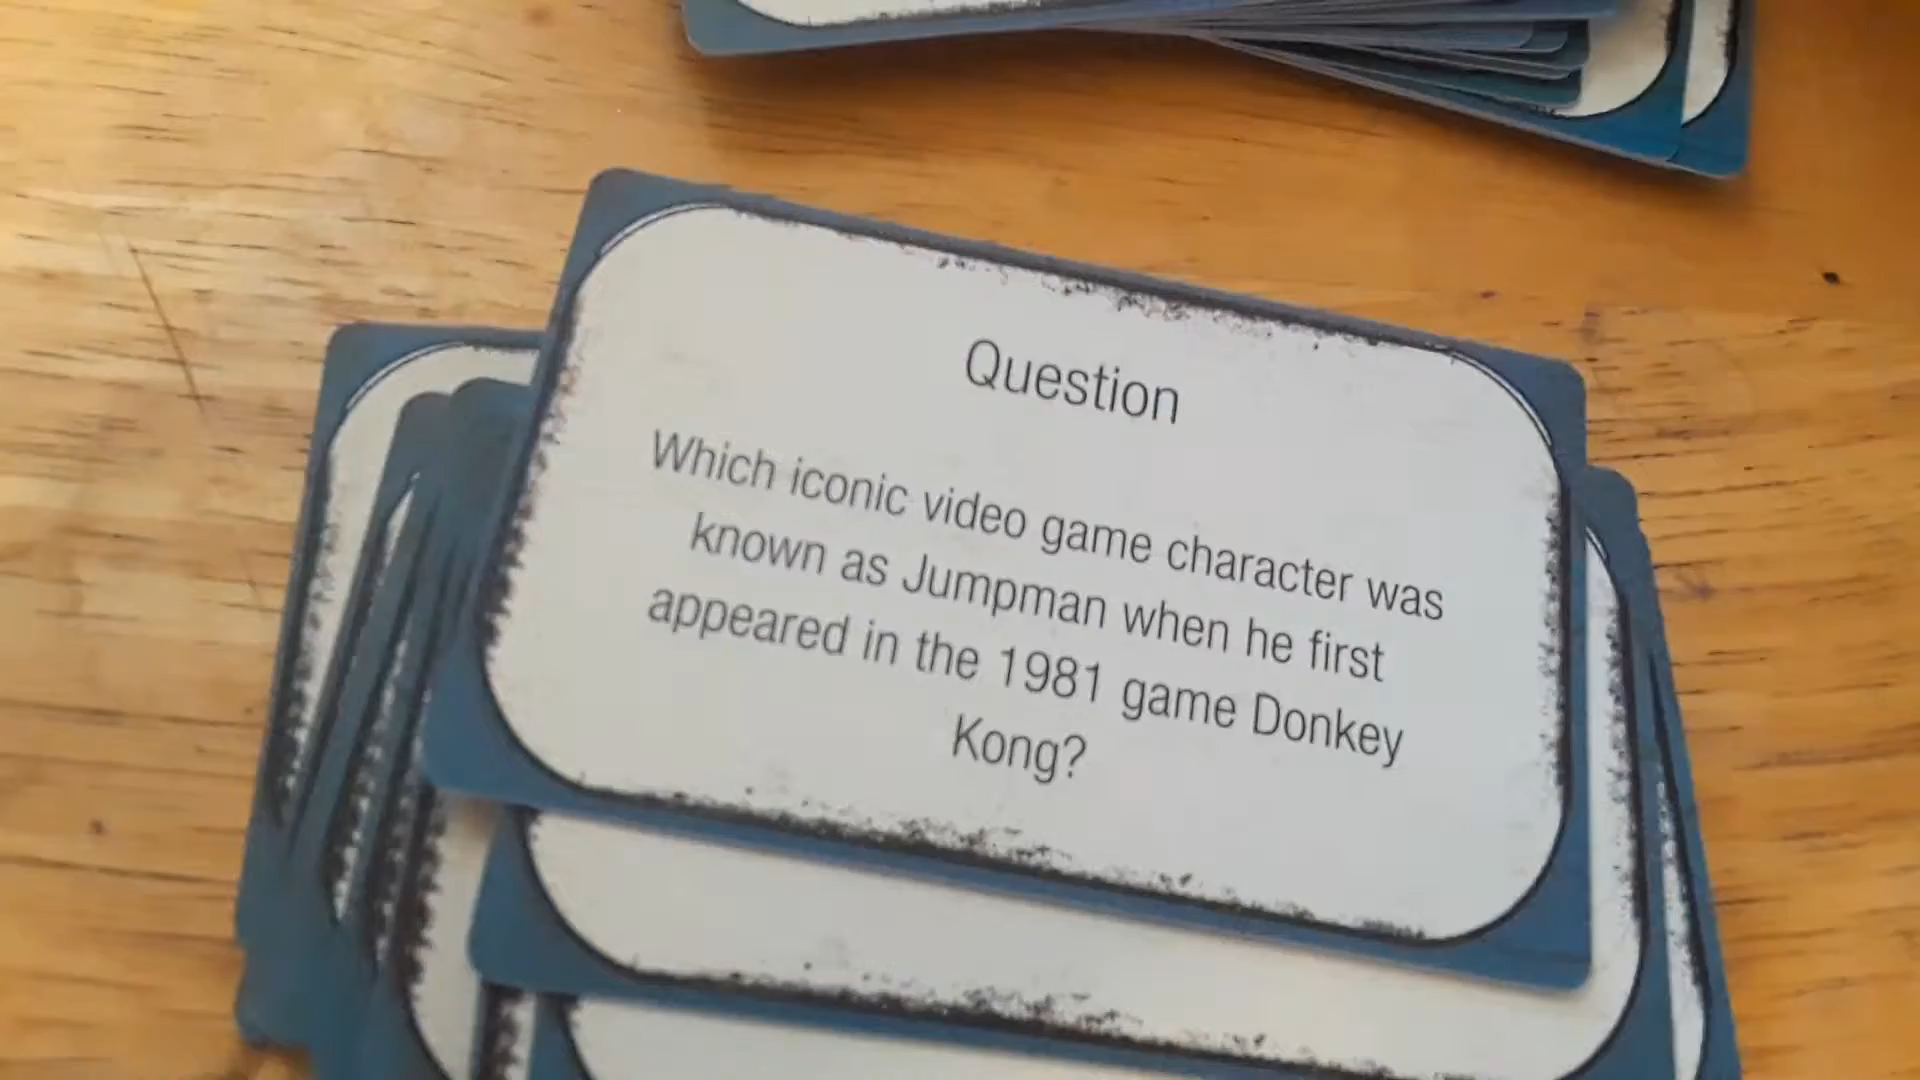 Question
Which iconic video game character was
known as Jumpman when he first
appeared in the 1981 game Donkey
Kong?